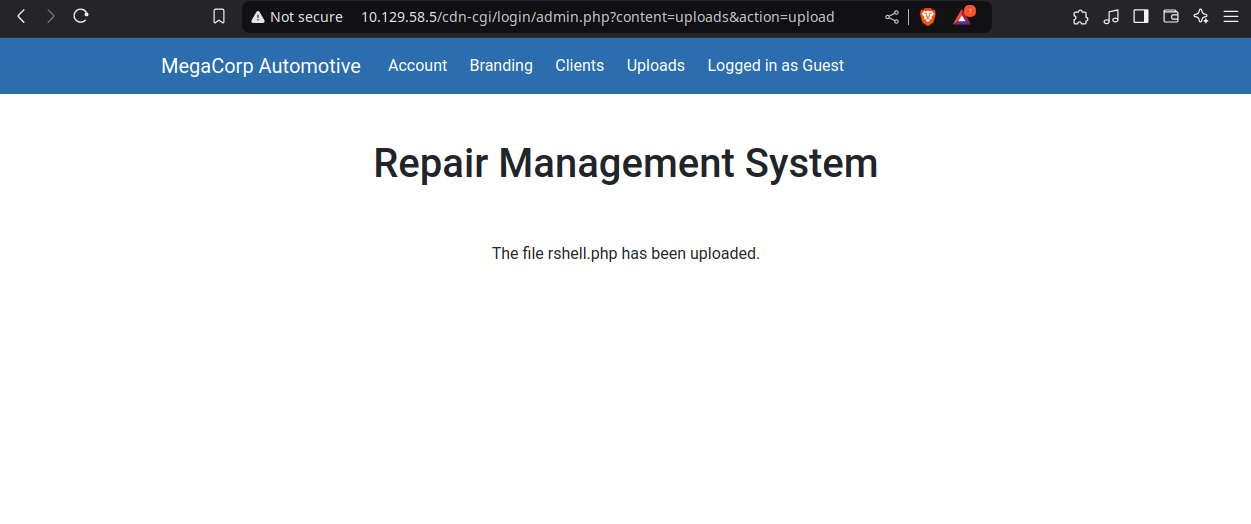 Not secure 10.129.58.5/cdn-cgi/login/admin.php?content=uploads&action=upload
MegaCorp Automotive Account Branding Clients Uploads Logged in as Guest
Repair Management System
The file rshell.php has been uploaded.